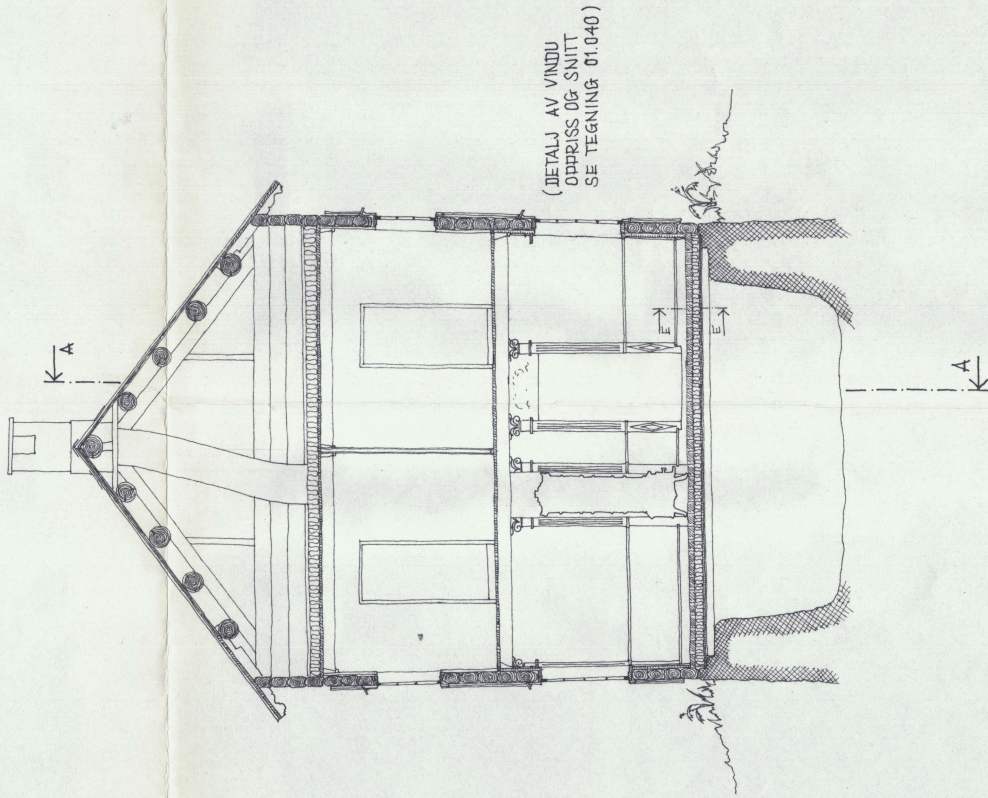 A
(DETALJ AV VINDU
OPPRISS OG SNITT
SE TEGNING 01.040)
E
E
A